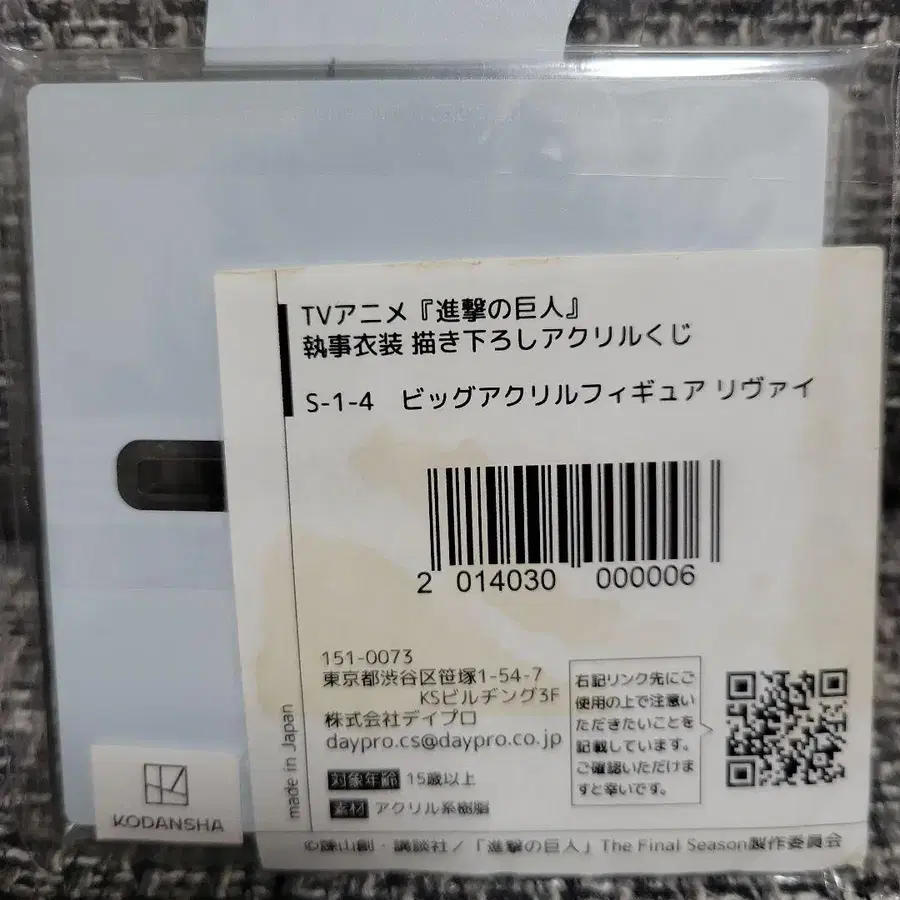 TVアニメ『進撃の巨人』
執事衣装 描き下ろしアクリルくじ
S-1-4 ビッグアクリルフィギュア リヴァイ
2 014030 000006
151-0073
東京都渋谷区笹塚1-54-7
KSビルヂング3F
株式会社デイプロ
daypro.cs@daypro.co.jp
対象年齢 15歳以上
素材 アクリル系樹脂
made in Japan
右記リンク先にご
使用の上で注意い
ただきたいことを
記載しています。
ご確認いただけま
すと幸いです。
KODANSHA
©諫山創・講談社/「進撃の巨人」The Final Season製作委員会